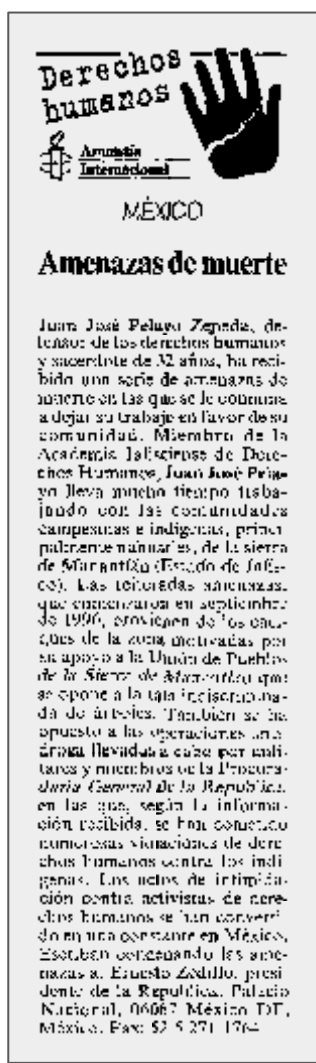 Derechos
humanos
Amnistía
Internacional
MÉXICO
Amenazas de muerte
Juan José Pelayo Zepeda, de-
fensor de los derechos humanos
y sacerdote de 32 años, ha reci-
bido una serie de amenazas de
muerte en las que se le conmina
a dejar su trabajo en favor de su
comunidad. Miembro de la
Academia Jalisciense de Dere-
chos Humanos, Juan José Pela-
yo lleva mucho tiempo traba-
jando con las comunidades
campesinas e indígenas, princi-
palmente nahuales, de la sierra
de Manantlán (Estado de Jalis-
co). Las reiteradas amenazas,
que comenzaron en septiembre
de 1996, provienen de los caci-
ques de la zona motivadas por
su apoyo a la Unión de Pueblos
de la Sierra de Manantlán que
se opone a la tala indiscrimina-
da de árboles. También se ha
opuesto a las operaciones anti-
droga llevadas a cabo por mili-
tares y miembros de la Procura-
duría General de la República,
en las que, según la informa-
ción recibida, se han cometido
numerosas violaciones de dere-
chos humanos contra los indí-
genas. Los actos de intimida-
ción contra activistas de dere-
chos humanos se han converti-
do en una constante en México.
Escriban condenando las ame-
nazas a: Ernesto Zedillo, presi-
dente de la República. Palacio
Nacional, 06067 México DF,
México. Fax: 52 5 271 1764